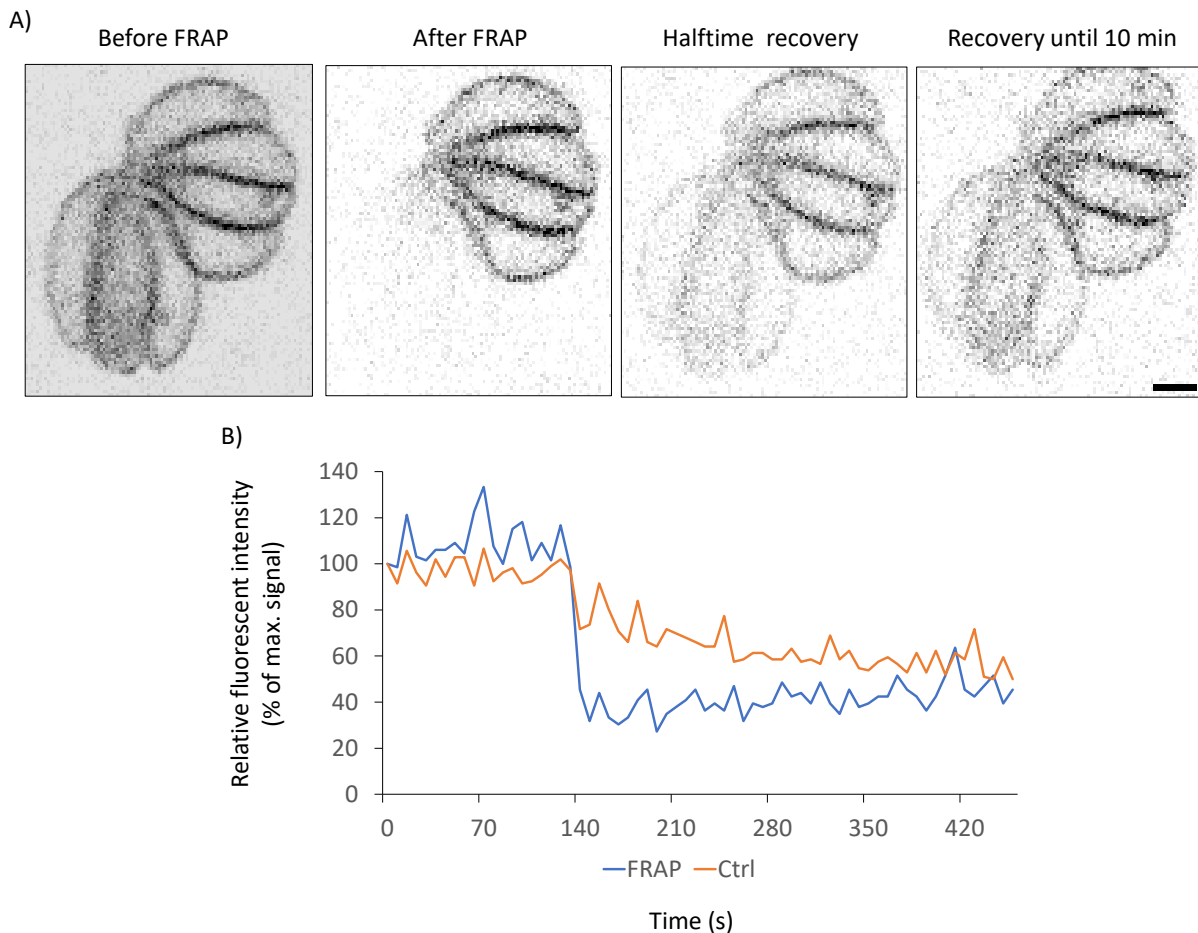 A)
Before FRAP
After FRAP
Halftime recovery
Recovery until 10 min
B)
Relative fluorescent intensity
(% of max. signal)
140
120
100
80
60
40
20
0
0 70 140 210 280 350 420
FRAP Ctrl
Time (s)